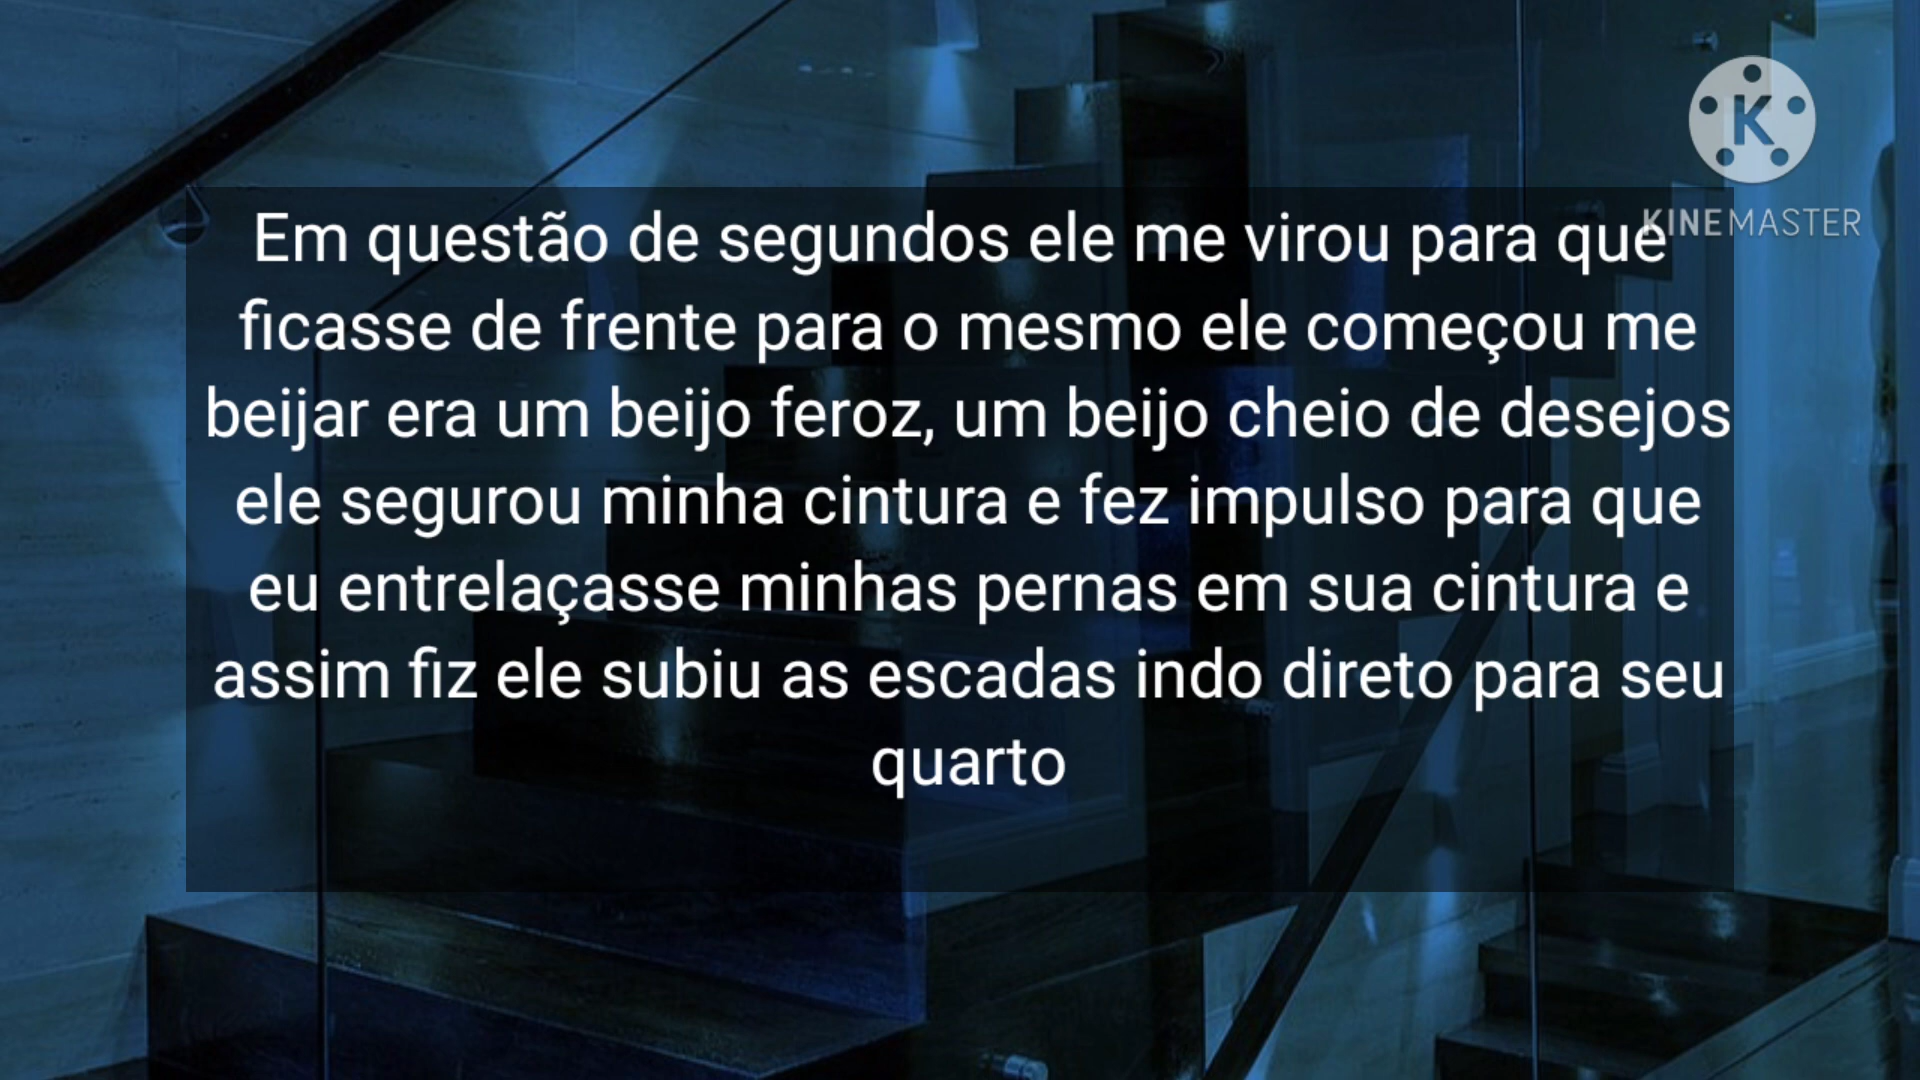 Em questão de segundos ele me virou para que
ficasse de frente para o mesmo ele começou me
beijar era um beijo feroz, um beijo cheio de desejos
ele segurou minha cintura e fez impulso para que
eu entrelaçasse minhas pernas em sua cintura e
assim fiz ele subiu as escadas indo direto para seu
quarto
K
KINEMASTER